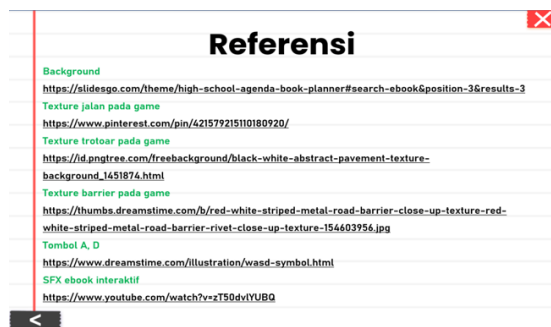 Referensi
Background
https://slidesgo.com/theme/high-school-agenda-book-planner#search-ebook&position-3&results-3
Texture jalan pada game
https://www.pinterest.com/pin/421579215110180920/
Texture trotoar pada game
https://id.pngtree.com/freebackground/black-white-abstract-pavement-texture-
background_1451874.html
Texture barrier pada game
https://thumbs.dreamstime.com/b/red-white-striped-metal-road-barrier-close-up-texture-red-
white-striped-metal-road-barrier-rivet-close-up-texture-154603956.jpg
Tombol A, D
https://www.dreamstime.com/illustration/wasd-symbol.html
SFX ebook interaktif
https://www.youtube.com/watch?v=zT50dvlYUBQ